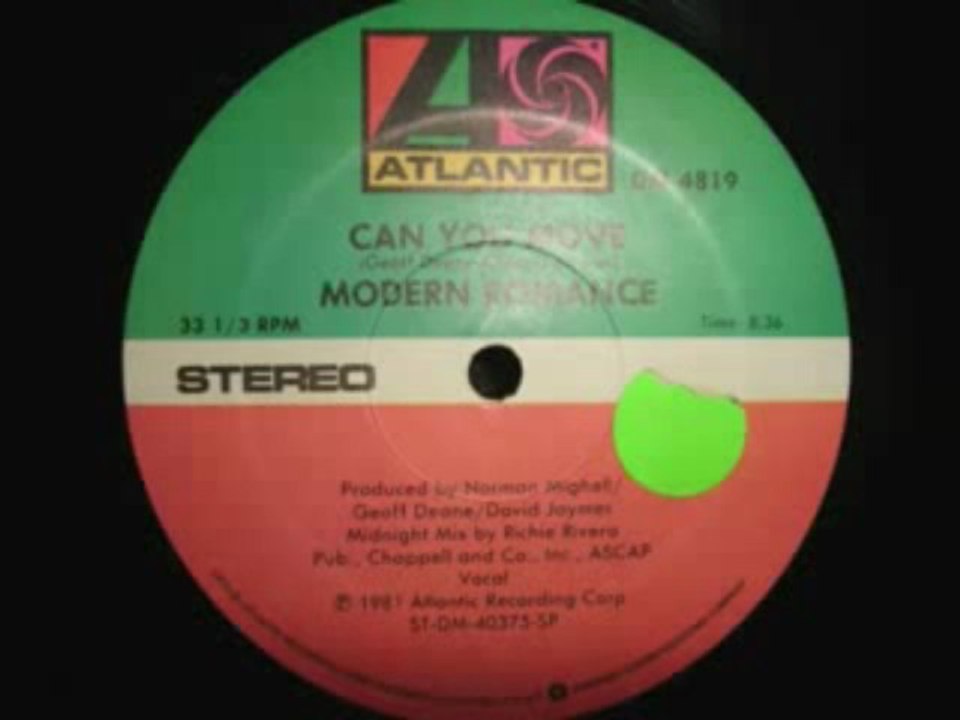 ATLANTIC
DM 4819
CAN YOU MOVE
MODERN ROMANCE
33 1/3 RPM
Time: 8:36
STEREO
Produced by Norman Mighell/
Geoff Deane/David Jaymes
Midnight Mix by Richie Rivera
Pub., Chappell and Co., Inc., ASCAP
Vocal
℗ 1981 Atlantic Recording Corp
ST-DM-40375-SP